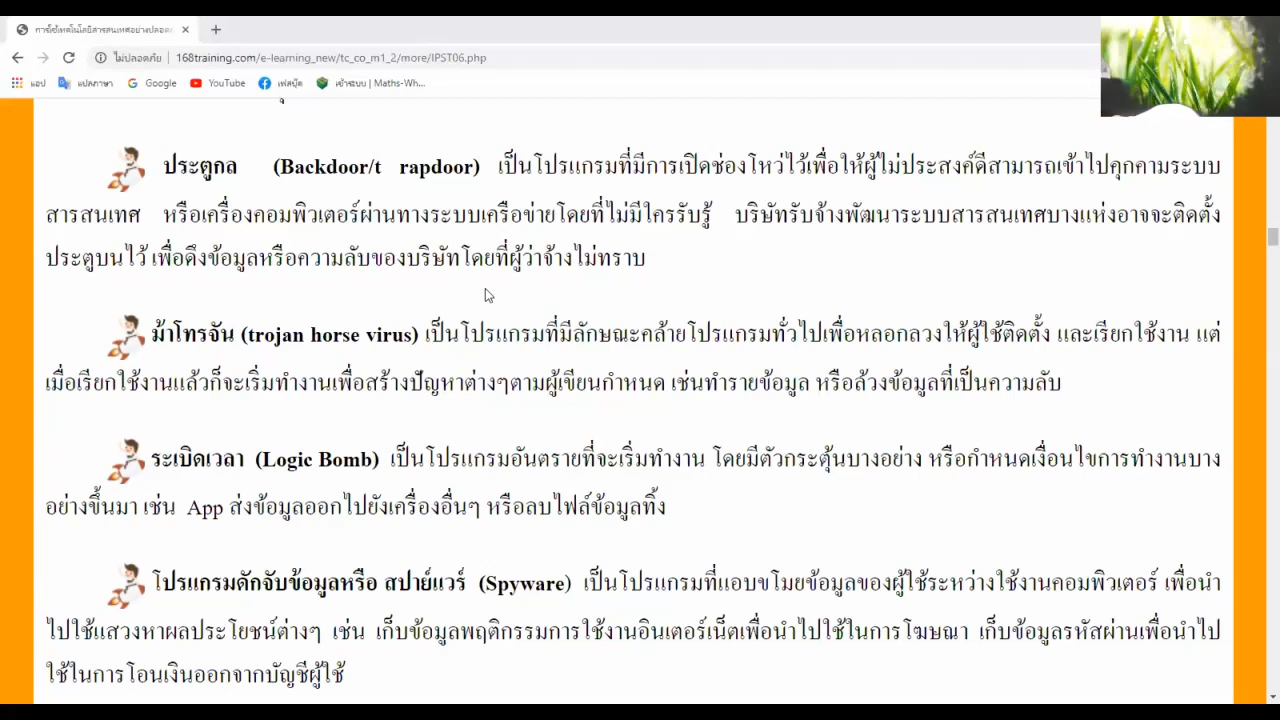 การใช้เทคโนโลยีสารสนเทศอย่างปลอดภ
ไม่ปลอดภัย | 168training.com/e-learning_new/tc_co_m1_2/more/IPST06.php
แอป แปลภาษา Google YouTube เฟสบุ๊ต เข้าระบบ | Maths-Wh...
ประตูกล (Backdoor/t rapdoor) เป็นโปรแกรมที่มีการเปิดช่องโหว่ไว้เพื่อให้ผู้ไม่ประสงค์ดีสามารถเข้าไปคุกคามระบบ
สารสนเทศ หรือเครื่องคอมพิวเตอร์ผ่านทางระบบเครือข่ายโดยที่ไม่มีใครรับรู้ บริษัทรับจ้างพัฒนาระบบสารสนเทศบางแห่งอาจจะติดตั้ง
ประตูบนไว้ เพื่อดึงข้อมูลหรือความลับของบริษัทโดยที่ผู้ว่าจ้างไม่ทราบ
ม้าโทรจัน (trojan horse virus) เป็นโปรแกรมที่มีลักษณะคล้ายโปรแกรมทั่วไปเพื่อหลอกลวงให้ผู้ใช้ติดตั้ง และเรียกใช้งาน แต่
เมื่อเรียกใช้งานแล้วก็จะเริ่มทำงานเพื่อสร้างปัญหาต่างๆตามผู้เขียนกำหนด เช่นทำรายข้อมูล หรือล้วงข้อมูลที่เป็นความลับ
ระเบิดเวลา (Logic Bomb) เป็นโปรแกรมอันตรายที่จะเริ่มทำงาน โดยมีตัวกระตุ้นบางอย่าง หรือกำหนดเงื่อนไขการทำงานบาง
อย่างขึ้นมา เช่น App ส่งข้อมูลออกไปยังเครื่องอื่นๆ หรือลบไฟล์ข้อมูลทิ้ง
โปรแกรมดักจับข้อมูลหรือ สปาย์แวร์ (Spyware) เป็นโปรแกรมที่แอบขโมยข้อมูลของผู้ใช้ระหว่างใช้งานคอมพิวเตอร์ เพื่อนำ
ไปใช้แสวงหาผลประโยชน์ต่างๆ เช่น เก็บข้อมูลพฤติกรรมการใช้งานอินเตอร์เน็ตเพื่อนำไปใช้ในการโฆษณา เก็บข้อมูลรหัสผ่านเพื่อนำไป
ใช้ในการโอนเงินออกจากบัญชีผู้ใช้